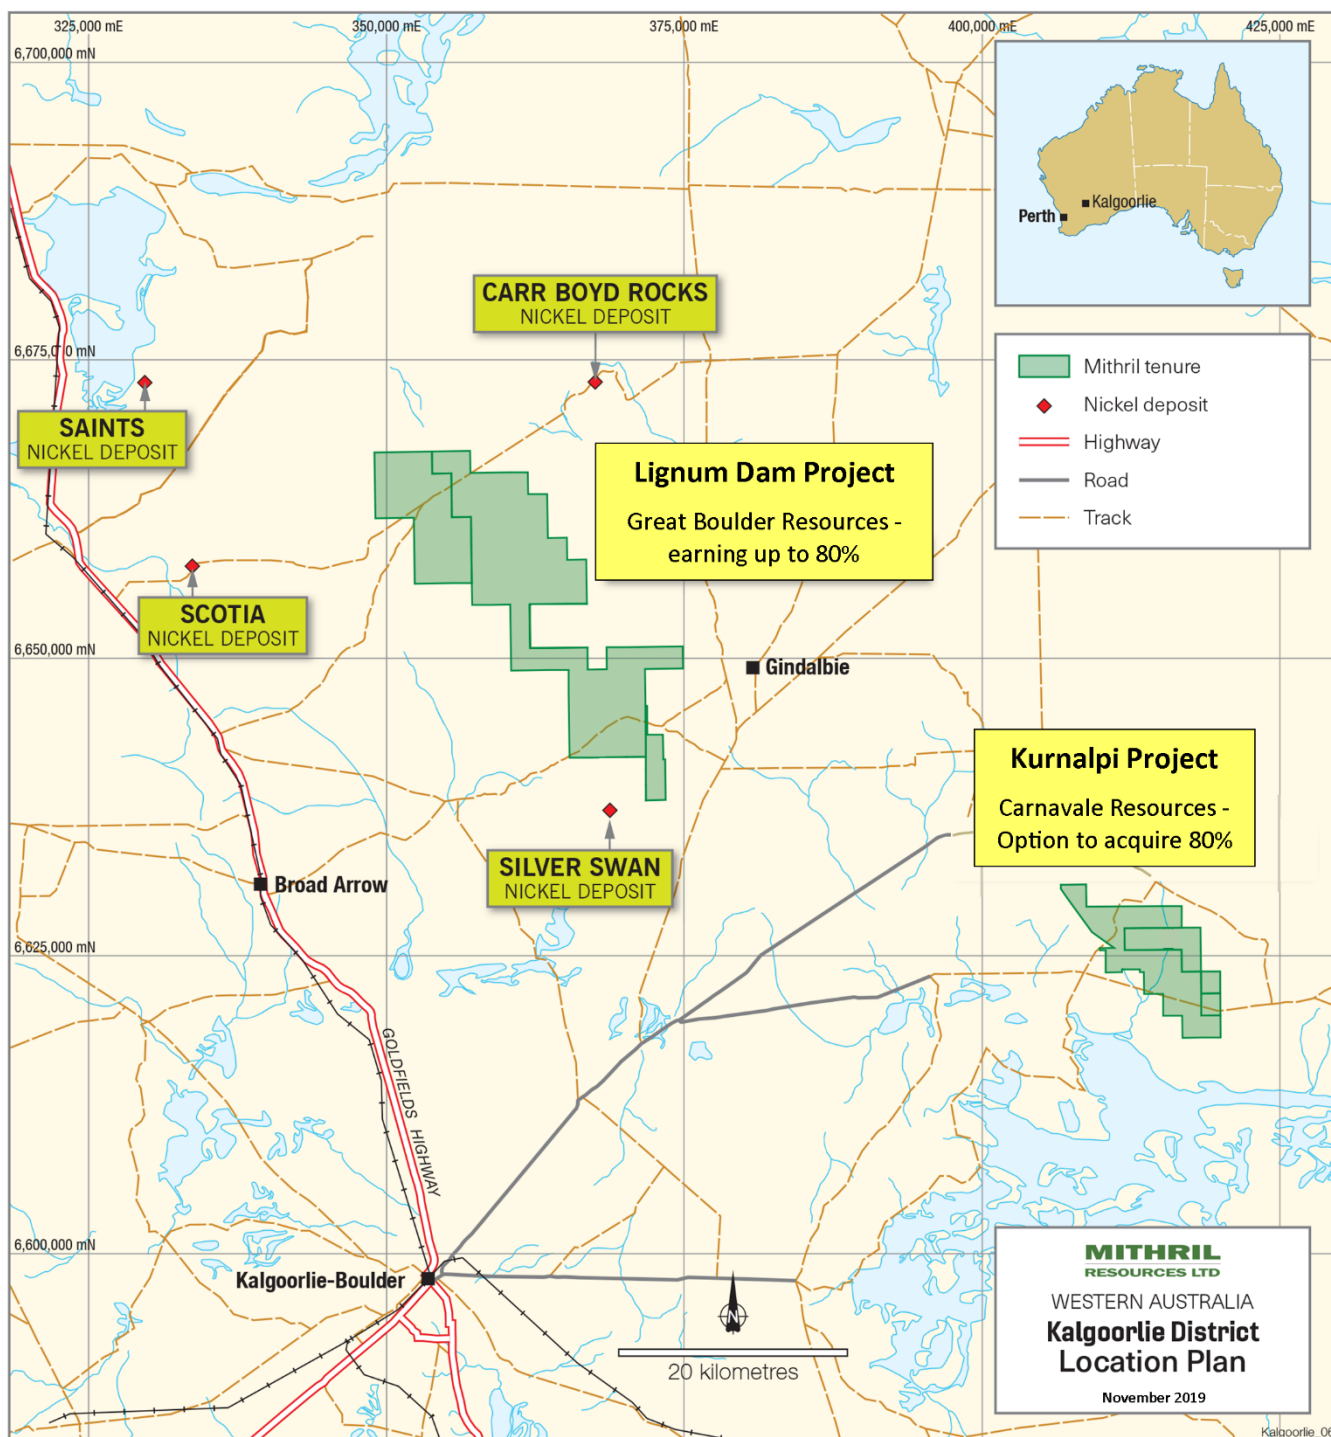 325,000 mE
350,000 mE
375,000 mE
400,000 mE
425,000 mE
6,700,000 mN
Kalgoorlie
Perth
CARR BOYD ROCKS
NICKEL DEPOSIT
6,675,000 mN
Mithril tenure
Nickel deposit
Highway
Road
Track
SAINTS
NICKEL DEPOSIT
Lignum Dam Project
Great Boulder Resources -
earning up to 80%
SCOTIA
NICKEL DEPOSIT
6,650,000 mN
Gindalbie
Kurnalpi Project
Carnavale Resources -
Option to acquire 80%
SILVER SWAN
NICKEL DEPOSIT
Broad Arrow
6,625,000 mN
GOLDFIELDS HIGHWAY
6,600,000 mN
Kalgoorlie-Boulder
N
20 kilometres
MITHRIL
RESOURCES LTD
WESTERN AUSTRALIA
Kalgoorlie District
Location Plan
November 2019